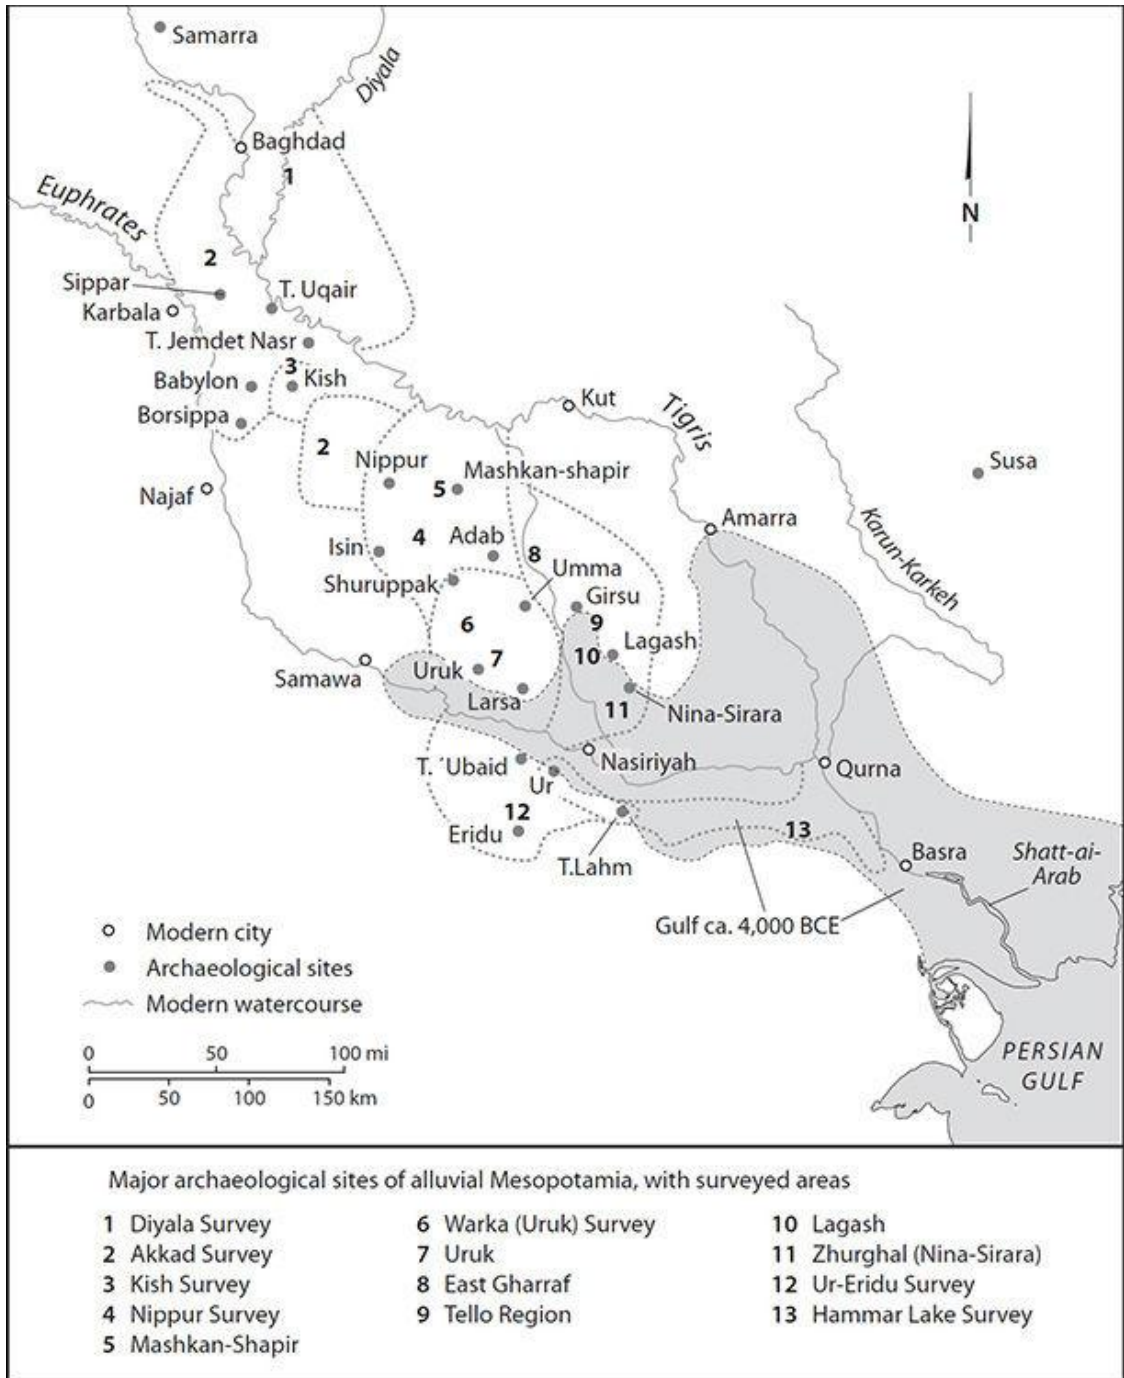 Samarra
Diyala
Baghdad
1
Euphrates
2
Sippar
Karbala
T. Uqair
T. Jemdet Nasr
3
Babylon
Kish
Borsippa
Kut
Tigris
N
2
Nippur
Mashkan-shapir
5
Susa
Najaf
Amarra
Karun-Karkeh
4
Adab
Isin
8
Umma
Shuruppak
Girsu
6
9
Lagash
10
7
Uruk
Samawa
Larsa
11
Nina-Sirara
T. ´Ubaid
Nasiriyah
Qurna
Ur
12
Eridu
13
T.Lahm
Basra
Shatt-ai-
Arab
Gulf ca. 4,000 BCE
Modern city
Archaeological sites
Modern watercourse
0 50 100 mi
0 50 100 150 km
PERSIAN
GULF
Major archaeological sites of alluvial Mesopotamia, with surveyed areas
1 Diyala Survey
2 Akkad Survey
3 Kish Survey
4 Nippur Survey
5 Mashkan-Shapir
6 Warka (Uruk) Survey
7 Uruk
8 East Gharraf
9 Tello Region
10 Lagash
11 Zhurghal (Nina-Sirara)
12 Ur-Eridu Survey
13 Hammar Lake Survey